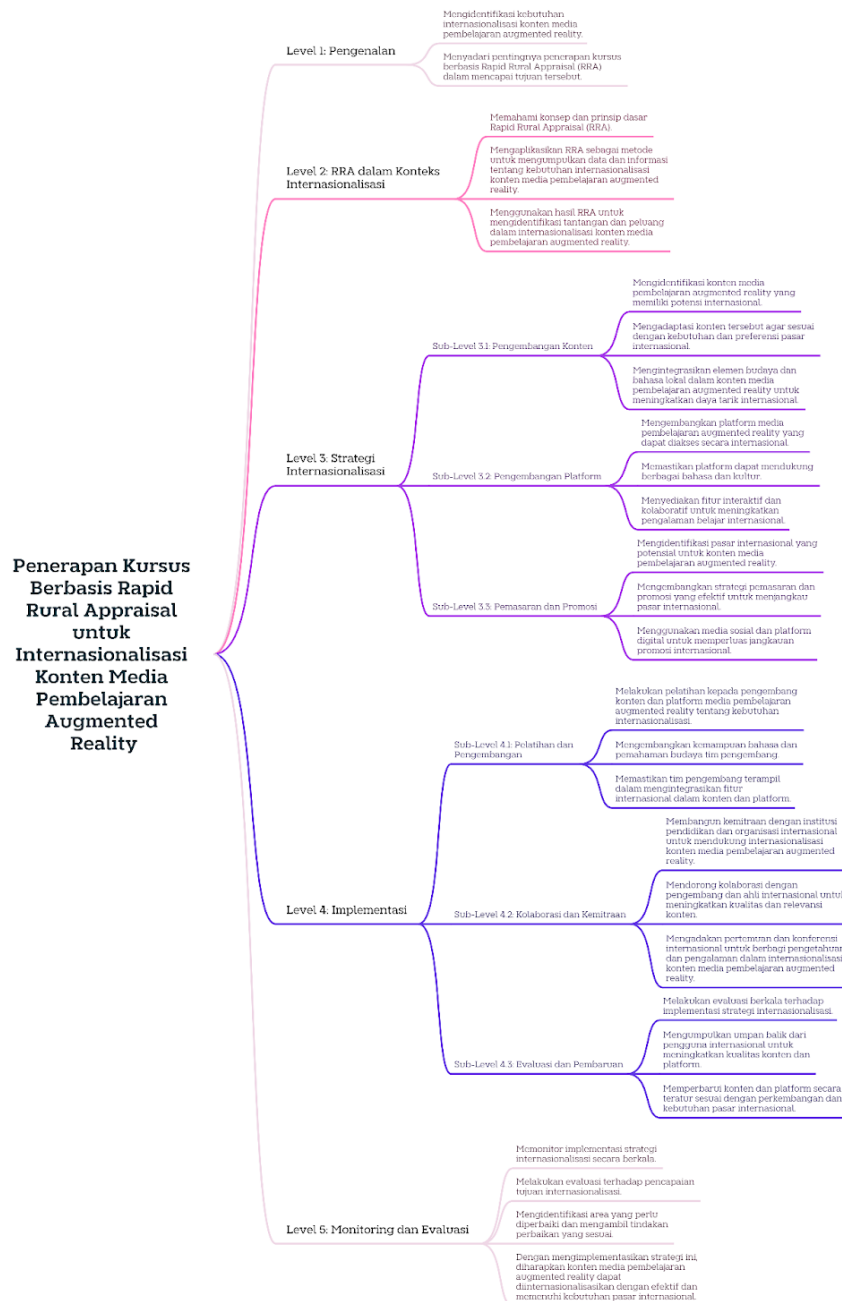 Penerapan Kursus
Berbasis Rapid
Rural Appraisal
untuk
Internasionalisasi
Konten Media
Pembelajaran
Augmented
Reality
Level 1: Pengenalan
Mengidentifikasi kebutuhan
internasionalisasi konten media
pembelajaran augmented reality.
Menyadari pentingnya penerapan kursus
berbasis Rapid Rural Appraisal (RRA)
dalam mencapai tujuan tersebut.
Level 2: RRA dalam Konteks
Internasionalisasi
Memahami konsep dan prinsip dasar
Rapid Rural Appraisal (RRA).
Mengaplikasikan RRA sebagai metode
untuk mengumpulkan data dan informasi
tentang kebutuhan internasionalisasi
konten media pembelajaran augmented
reality.
Menggunakan hasil RRA untuk
mengidentifikasi tantangan dan peluang
dalam internasionalisasi konten media
pembelajaran augmented reality.
Level 3: Strategi
Internasionalisasi
Sub-Level 3.1: Pengembangan Konten
Mengidentifikasi konten media
pembelajaran augmented reality yang
memiliki potensi internasional.
Mengadaptasi konten tersebut agar sesuai
dengan kebutuhan dan preferensi pasar
internasional.
Mengintegrasikan elemen budaya dan
bahasa lokal dalam konten media
pembelajaran augmented reality untuk
meningkatkan daya tarik internasional.
Sub-Level 3.2: Pengembangan Platform
Mengembangkan platform media
pembelajaran augmented reality yang
dapat diakses secara internasional.
Memastikan platform dapat mendukung
berbagai bahasa dan kultur.
Menyediakan fitur interaktif dan
kolaboratif untuk meningkatkan
pengalaman belajar internasional.
Sub-Level 3.3: Pemasaran dan Promosi
Mengidentifikasi pasar internasional yang
potensial untuk konten media
pembelajaran augmented reality.
Mengembangkan strategi pemasaran dan
promosi yang efektif untuk menjangkau
pasar internasional.
Menggunakan media sosial dan platform
digital untuk memperluas jangkauan
promosi internasional.
Level 4: Implementasi
Sub-Level 4.1: Pelatihan dan
Pengembangan
Melakukan pelatihan kepada pengembang
konten dan platform media pembelajaran
augmented reality tentang kebutuhan
internasionalisasi.
Mengembangkan kemampuan bahasa dan
pemahaman budaya tim pengembang.
Memastikan tim pengembang terampil
dalam mengintegrasikan fitur
internasional dalam konten dan platform.
Sub-Level 4.2: Kolaborasi dan Kemitraan
Membangun kemitraan dengan institusi
pendidikan dan organisasi internasional
untuk mendukung internasionalisasi
konten media pembelajaran augmented
reality.
Mendorong kolaborasi dengan
pengembang dan ahli internasional untuk
meningkatkan kualitas dan relevansi
konten.
Mengadakan pertemuan dan konferensi
internasional untuk berbagi pengetahuan
dan pengalaman dalam internasionalisasi
konten media pembelajaran augmented
reality.
Sub-Level 4.3: Evaluasi dan Pembaruan
Melakukan evaluasi berkala terhadap
implementasi strategi internasionalisasi.
Mengumpulkan umpan balik dari
pengguna internasional untuk
meningkatkan kualitas konten dan
platform.
Memperbarui konten dan platform secara
teratur sesuai dengan perkembangan dan
kebutuhan pasar internasional.
Level 5: Monitoring dan Evaluasi
Memonitor implementasi strategi
internasionalisasi secara berkala.
Melakukan evaluasi terhadap pencapaian
tujuan internasionalisasi.
Mengidentifikasi area yang perlu
diperbaiki dan mengambil tindakan
perbaikan yang sesuai
Dengan mengimplementasikan strategi ini,
diharapkan konten media pembelajaran
augmented reality dapat
diinternasionalisasikan dengan efektif dan
memenuhi kebutuhan pasar internasional.